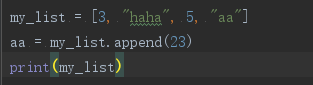 my_list = [3, "haha", 5, "aa"]
aa = my_list.append(23)
print(my_list)